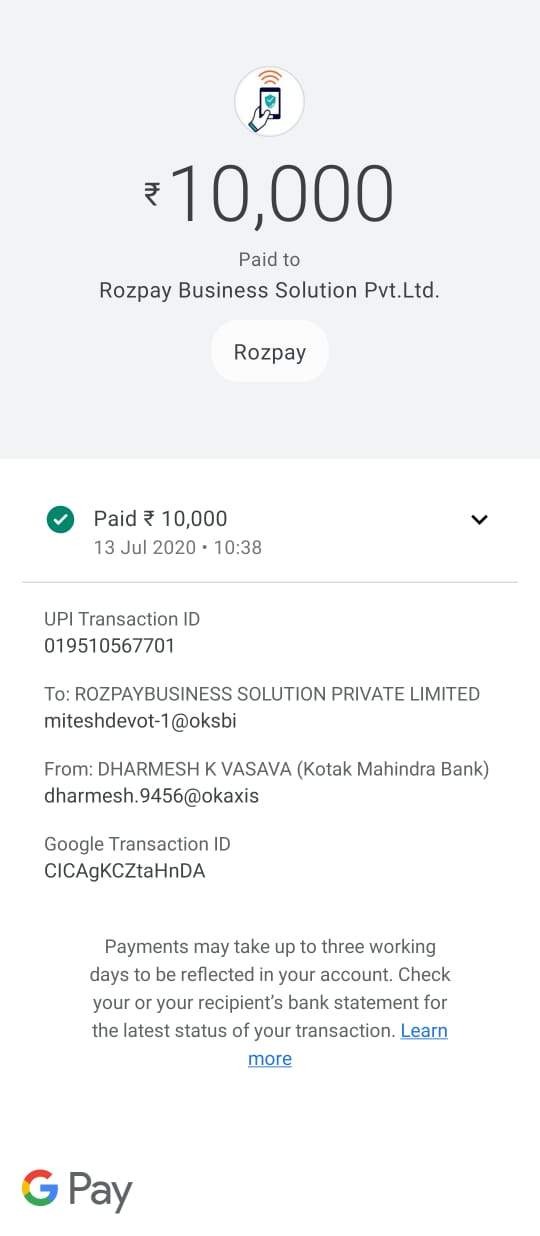 ₹10,000
Paid to
Rozpay Business Solution Pvt.Ltd.
Rozpay
Paid ₹ 10,000
13 Jul 2020 • 10:38
UPI Transaction ID
019510567701
To: ROZPAYBUSINESS SOLUTION PRIVATE LIMITED
miteshdevot-1@oksbi
From: DHARMESH K VASAVA (Kotak Mahindra Bank)
dharmesh.9456@okaxis
Google Transaction ID
CICAgKCZtaHnDA
Payments may take up to three working
days to be reflected in your account. Check
your or your recipient's bank statement for
the latest status of your transaction. Learn
more
G Pay